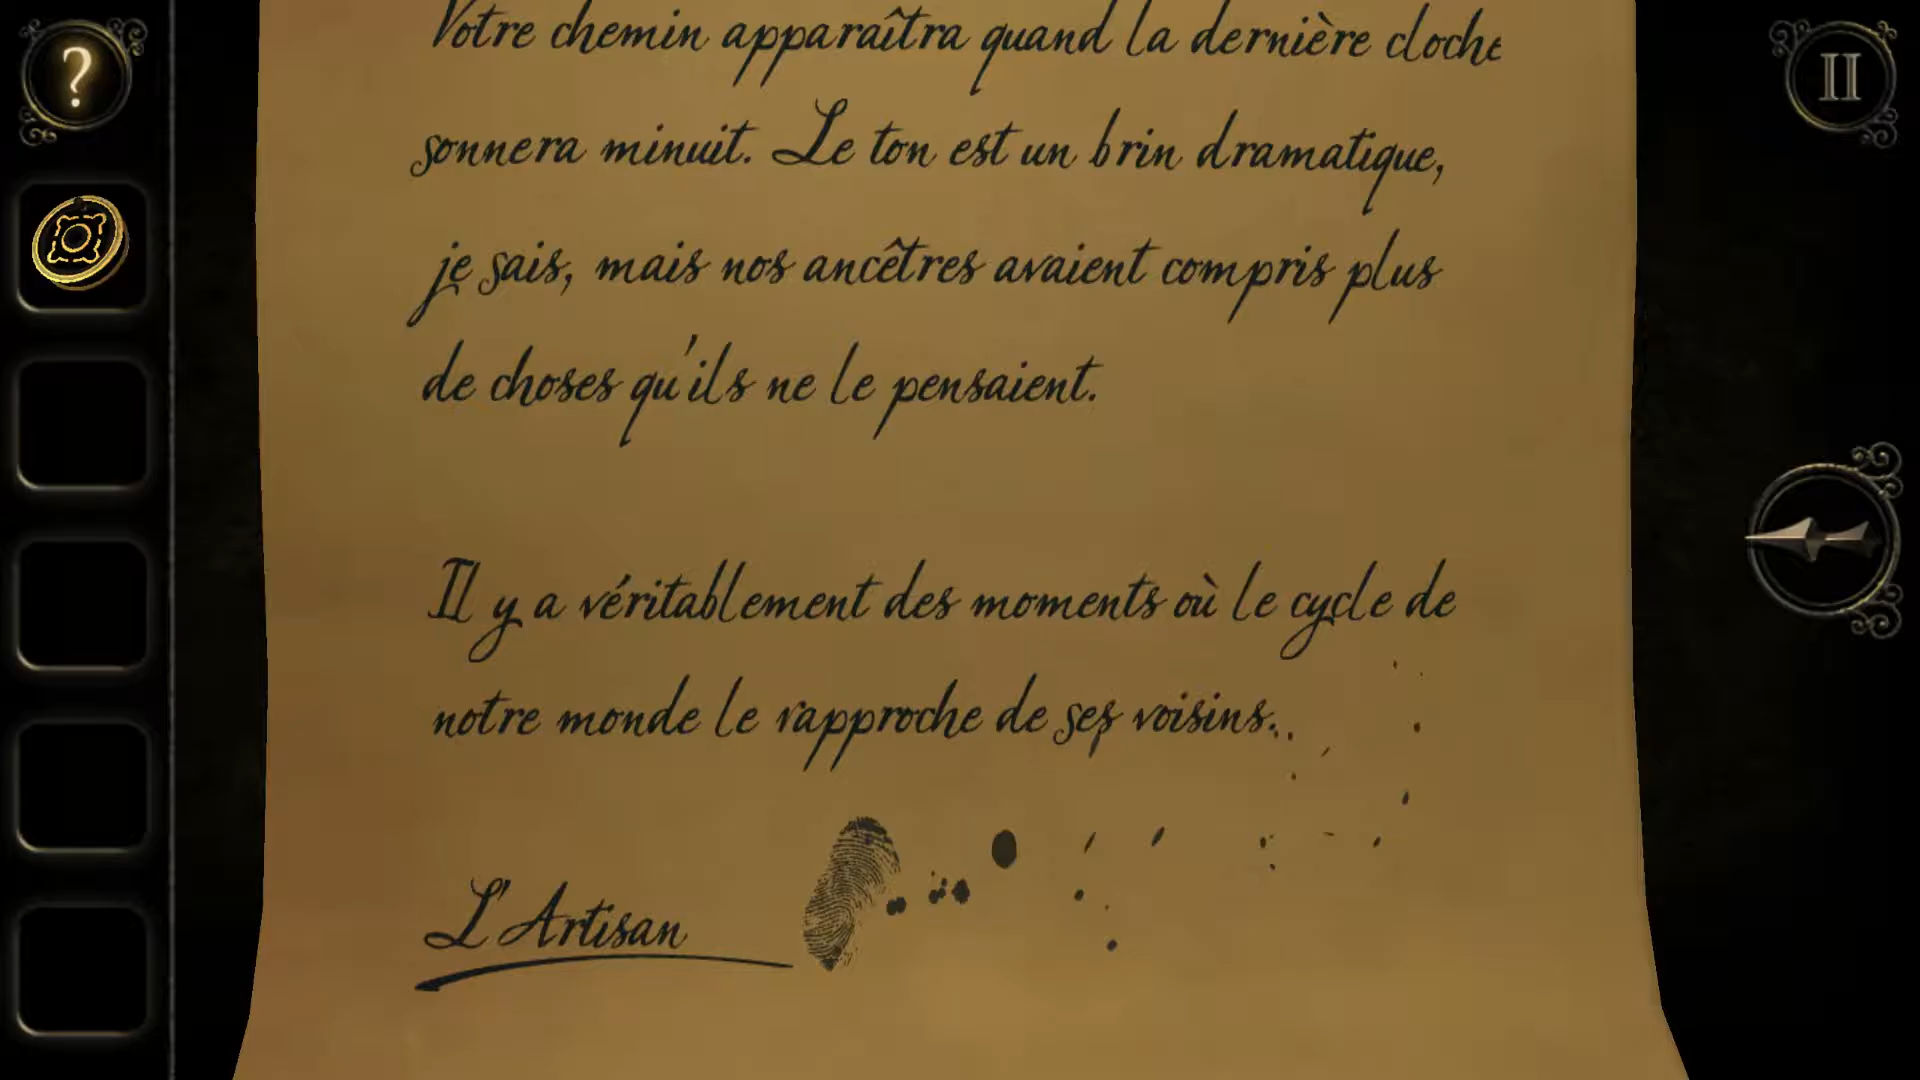 ?
II
Votre chemin apparaîtra quand la dernière cloche
sonnera minuit. Le ton est un brin dramatique,
je sais, mais nos ancêtres avaient compris plus
de choses qu'ils ne le pensaient.
Il y a véritablement des moments où le cycle de
notre monde le rapproche de ses voisins..
L'Artisan